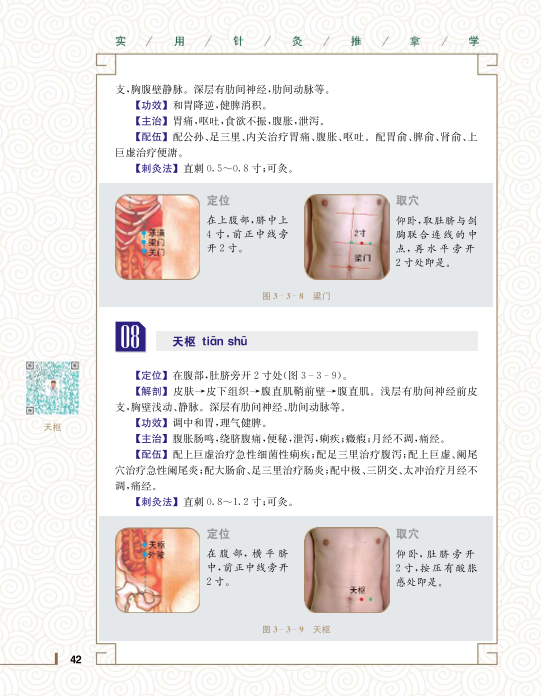 实 / 用 / 针 / 灸 / 推 / 拿 / 学
支,胸腹壁静脉。深层有肋间神经,肋间动脉等。
【功效】和胃降逆,健脾消积。
【主治】胃痛,呕吐,食欲不振,腹胀,泄泻。
【配伍】配公孙、足三里、内关治疗胃痛、腹胀、呕吐。配胃俞、脾俞、肾俞、上
巨虚治疗便溏。
【刺灸法】直刺 0.5～0.8 寸;可灸。
定位
在上腹部,脐中上
4 寸,前正中线旁
开 2 寸。
承满
梁门
关门
2寸
梁门
取穴
仰卧,取肚脐与剑
胸联合连线的中
点,再水平旁开
2 寸处即是。
图 3-3-8 梁门
08
天枢 tiān shū
【定位】在腹部,肚脐旁开 2 寸处(图 3-3-9)。
【解剖】皮肤→皮下组织→腹直肌鞘前壁→腹直肌。浅层有肋间神经前皮
支,胸壁浅动、静脉。深层有肋间神经、肋间动脉等。
【功效】调中和胃,理气健脾。
【主治】腹胀肠鸣,绕脐腹痛,便秘,泄泻,痢疾;癥瘕;月经不调,痛经。
【配伍】配上巨虚治疗急性细菌性痢疾;配足三里治疗腹泻;配上巨虚、阑尾
穴治疗急性阑尾炎;配大肠俞、足三里治疗肠炎;配中极、三阴交、太冲治疗月经不
调,痛经。
【刺灸法】直刺 0.8～1.2 寸;可灸。
天枢
定位
在腹部,横平脐
中,前正中线旁开
2 寸。
天枢
外陵
天枢
取穴
仰卧,肚脐旁开
2 寸,按压有酸胀
感处即是。
图 3-3-9 天枢
42